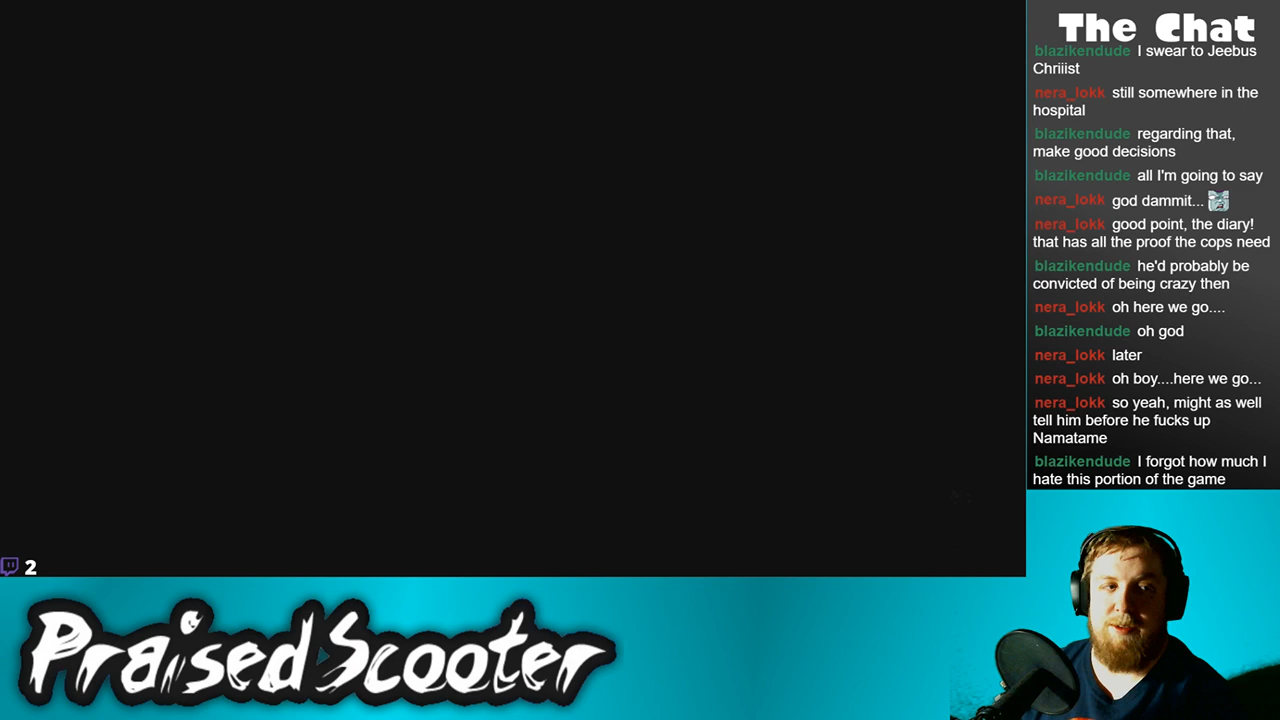 The Chat
blazikendude I swear to Jeebus
Chriiist
nera_lokk still somewhere in the
hospital
blazikendude regarding that,
make good decisions
blazikendude all I'm going to say
nera_lokk god dammit...
nera_lokk good point, the diary!
that has all the proof the cops need
blazikendude he'd probably be
convicted of being crazy then
nera_lokk oh here we go....
blazikendude oh god
nera_lokk later
nera_lokk oh boy....here we go...
nera_lokk so yeah, might as well
tell him before he fucks up
Namatame
blazikendude I forgot how much I
hate this portion of the game
2
PraisedScooter